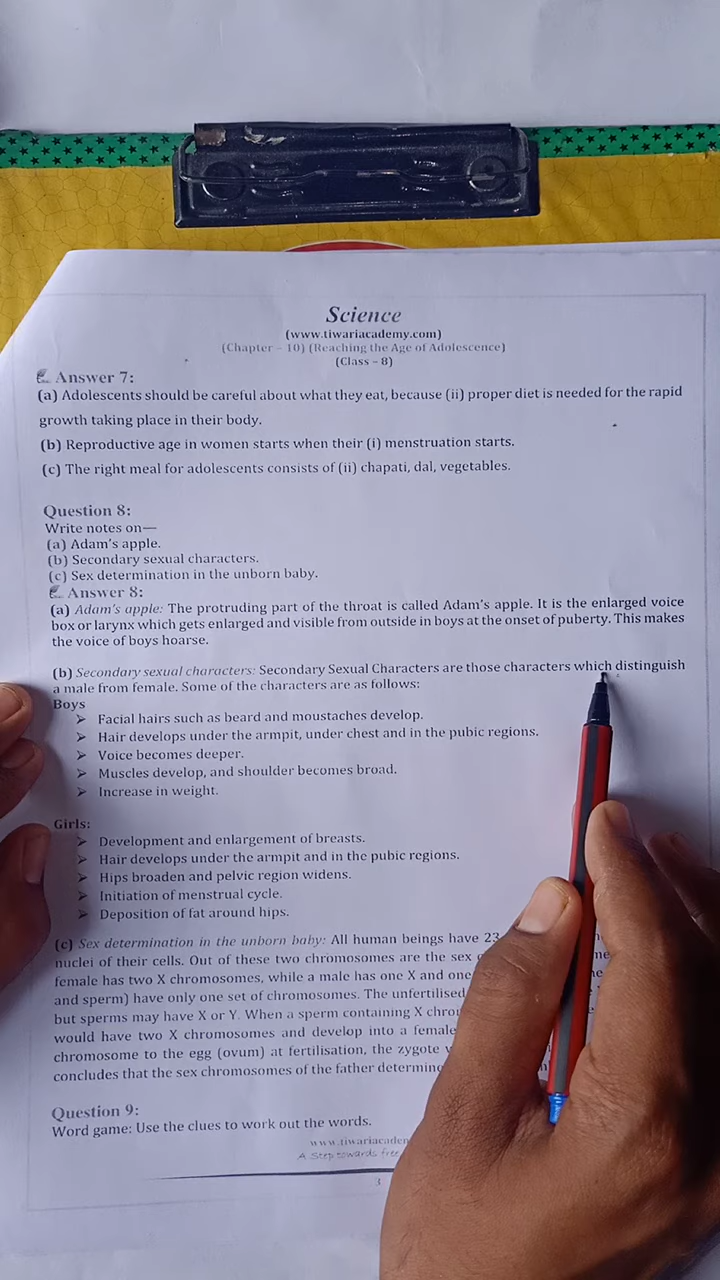 Science
(www.tiwariacademy.com)
(Chapter – 10) (Reaching the Age of Adolescence)
(Class – 8)
Answer 7:
(a) Adolescents should be careful about what they eat, because (ii) proper diet is needed for the rapid
growth taking place in their body.
(b) Reproductive age in women starts when their (i) menstruation starts.
(c) The right meal for adolescents consists of (ii) chapati, dal, vegetables.
Question 8:
Write notes on—
(a) Adam's apple.
(b) Secondary sexual characters.
(c) Sex determination in the unborn baby.
Answer 8:
(a) Adam's apple: The protruding part of the throat is called Adam's apple. It is the enlarged voice
box or larynx which gets enlarged and visible from outside in boys at the onset of puberty. This makes
the voice of boys hoarse.
(b) Secondary sexual characters: Secondary Sexual Characters are those characters which distinguish
a male from female. Some of the characters are as follows:
Boys
➢ Facial hairs such as beard and moustaches develop.
➢ Hair develops under the armpit, under chest and in the pubic regions.
➢ Voice becomes deeper.
➢ Muscles develop, and shoulder becomes broad.
➢ Increase in weight.
Girls:
➢ Development and enlargement of breasts.
➢ Hair develops under the armpit and in the pubic regions.
➢ Hips broaden and pelvic region widens.
➢ Initiation of menstrual cycle.
➢ Deposition of fat around hips.
(c) Sex determination in the unborn baby: All human beings have 23
nuclei of their cells. Out of these two chromosomes are the sex
female has two X chromosomes, while a male has one X and one
and sperm) have only one set of chromosomes. The unfertilised
but sperms may have X or Y. When a sperm containing X
would have two X chromosomes and develop into a female
chromosome to the egg (ovum) at fertilisation, the zygote
concludes that the sex chromosomes of the father
Question 9:
Word game: Use the clues to work out the words.
A Step towards free
3